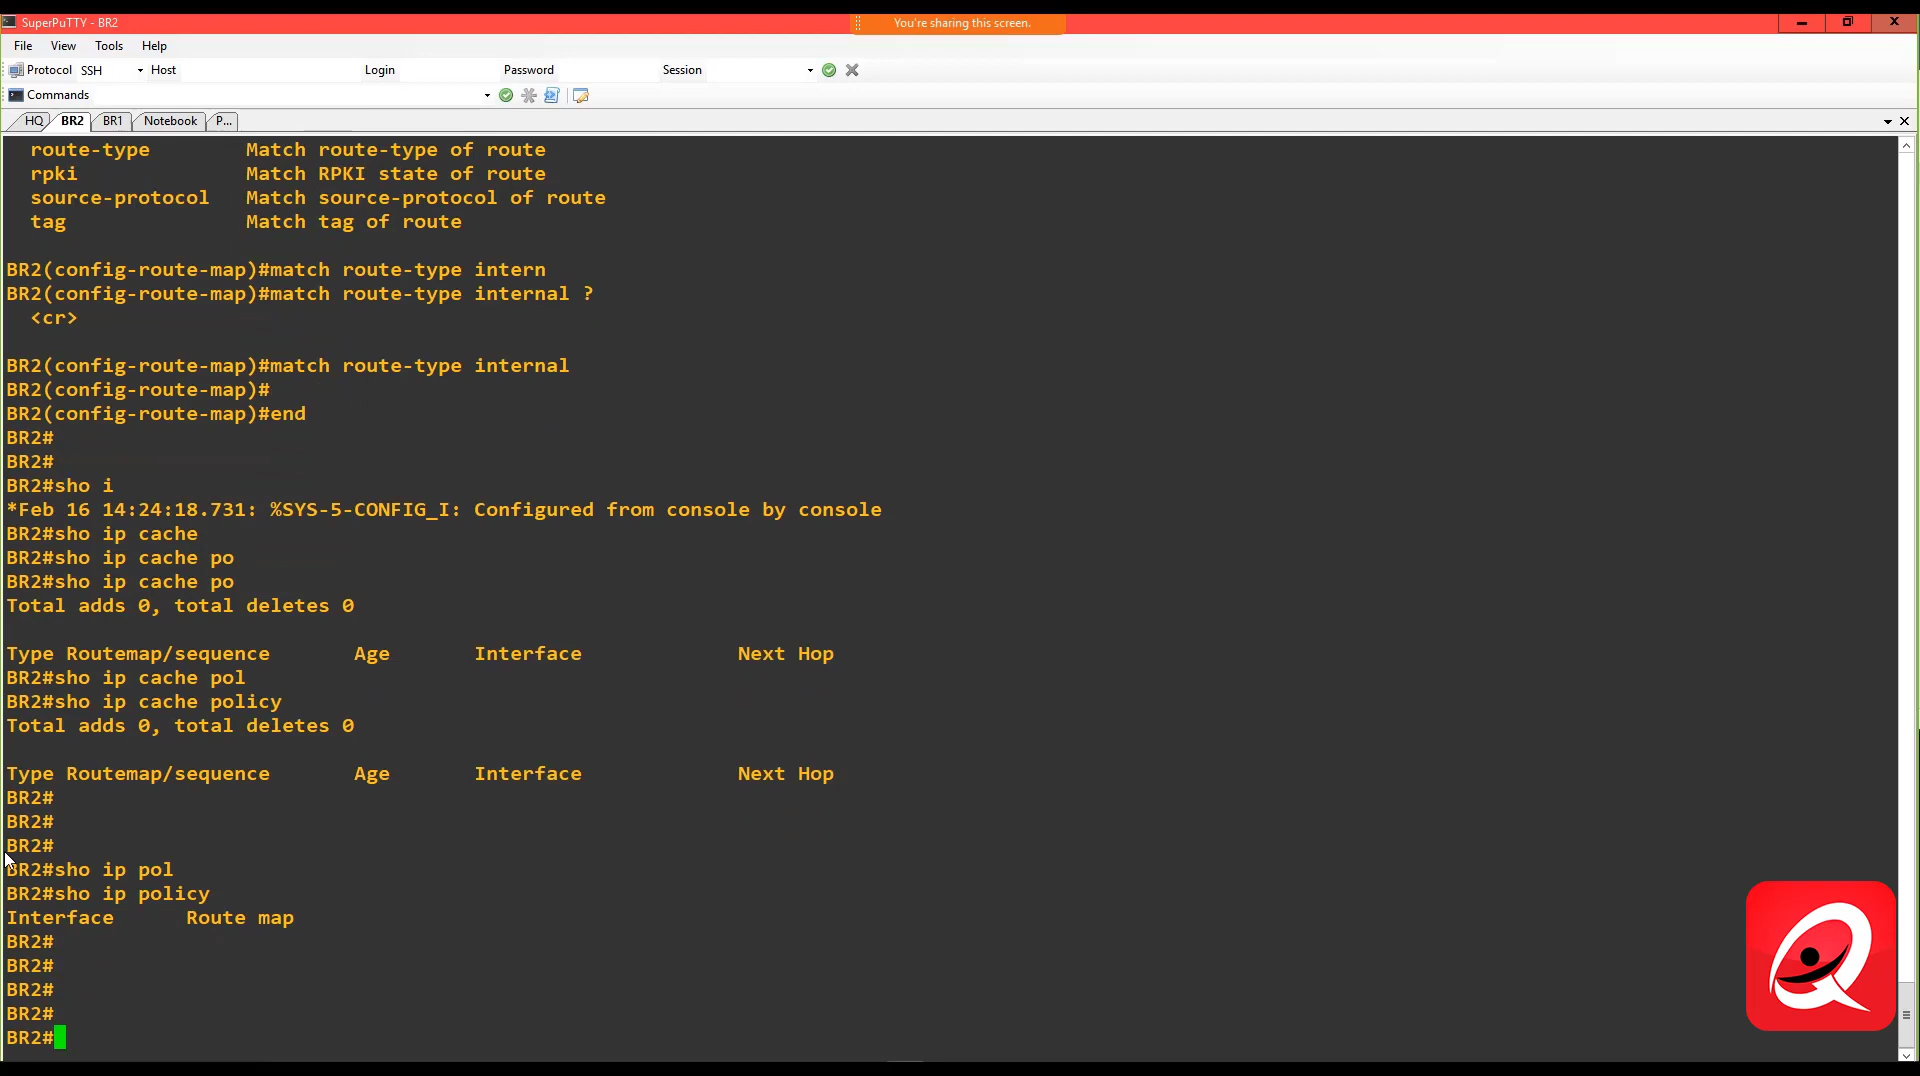 SuperPuTTY - BR2
You're sharing this screen.
File View Tools Help
Protocol SSH Host Login Password Session
Commands
HQ BR2 BR1 Notebook P...
route-type Match route-type of route
rpki Match RPKI state of route
source-protocol Match source-protocol of route
tag Match tag of route
BR2(config-route-map)#match route-type intern
BR2(config-route-map)#match route-type internal ?
<cr>
BR2(config-route-map)#match route-type internal
BR2(config-route-map)#
BR2(config-route-map)#end
BR2#
BR2#
BR2#sho i
*Feb 16 14:24:18.731: %SYS-5-CONFIG_I: Configured from console by console
BR2#sho ip cache
BR2#sho ip cache po
BR2#sho ip cache po
Total adds 0, total deletes 0
Type Routemap/sequence Age Interface Next Hop
BR2#sho ip cache pol
BR2#sho ip cache policy
Total adds 0, total deletes 0
Type Routemap/sequence Age Interface Next Hop
BR2#
BR2#
BR2#
BR2#sho ip pol
BR2#sho ip policy
Interface Route map
BR2#
BR2#
BR2#
BR2#
BR2#